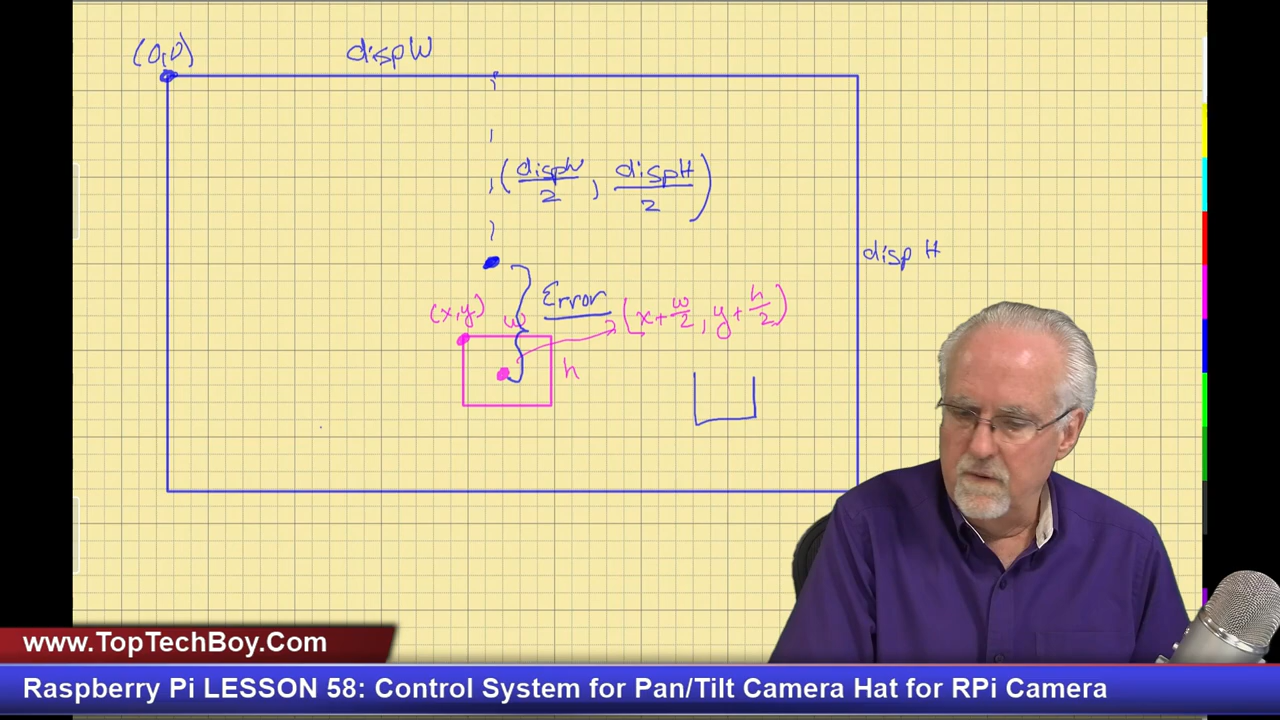 (0,0)
dispW
(dispW/2, dispH/2)
dispH
Error
(x,y)
w
(x+w/2, y+h/2)
h
www.TopTechBoy.Com
Raspberry Pi LESSON 58: Control System for Pan/Tilt Camera Hat for RPi Camera